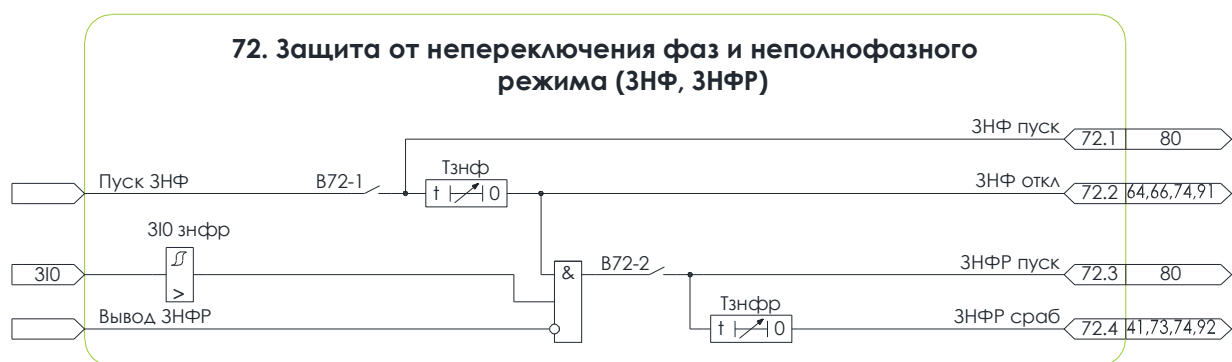 72. Защита от непереключения фаз и неполнофазного
режима (ЗНФ, ЗНФР)
ЗНФ пуск 72.1 80
Пуск ЗНФ В72-1 Тзнф
t 0
ЗНФ откл 72.2 64,66,74,91
3I0 знфр
3I0
>
&
В72-2
ЗНФР пуск 72.3 80
Вывод ЗНФР
Тзнфр
t 0
ЗНФР сраб 72.4 41,73,74,92